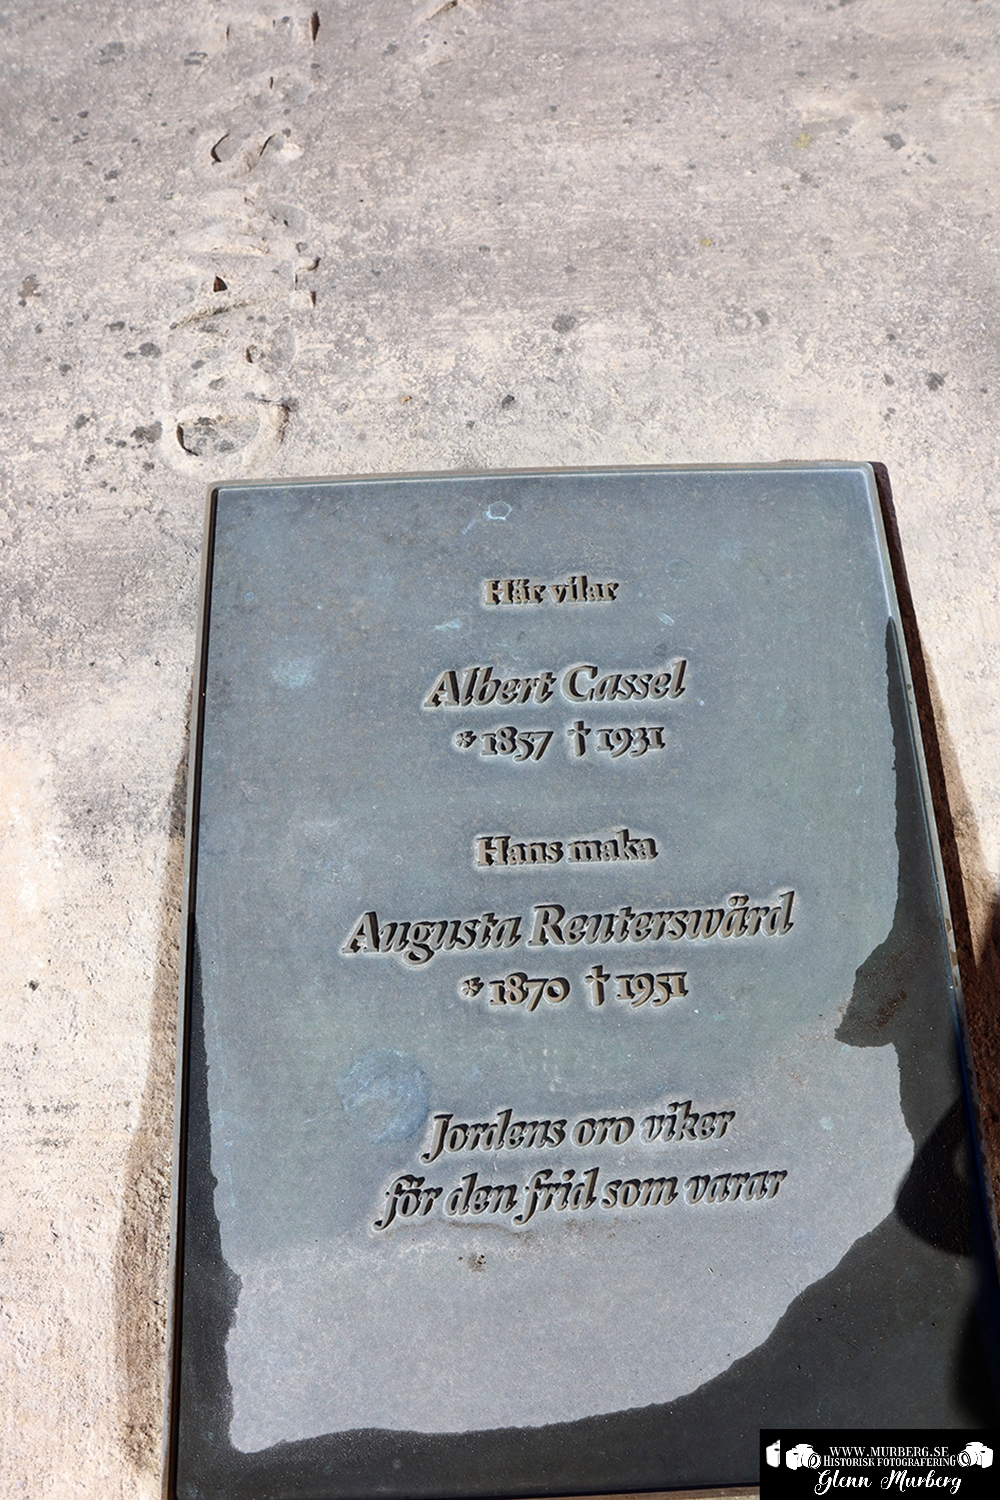 Här vilar
Albert Cassel
*1857 †1931
Hans maka
Augusta Reuterswärd
*1870 †1951
Jordens oro viker
för den frid som varar
WWW.MURBERG.SE
HISTORISK FOTOGRAFERING
Glenn Murberg